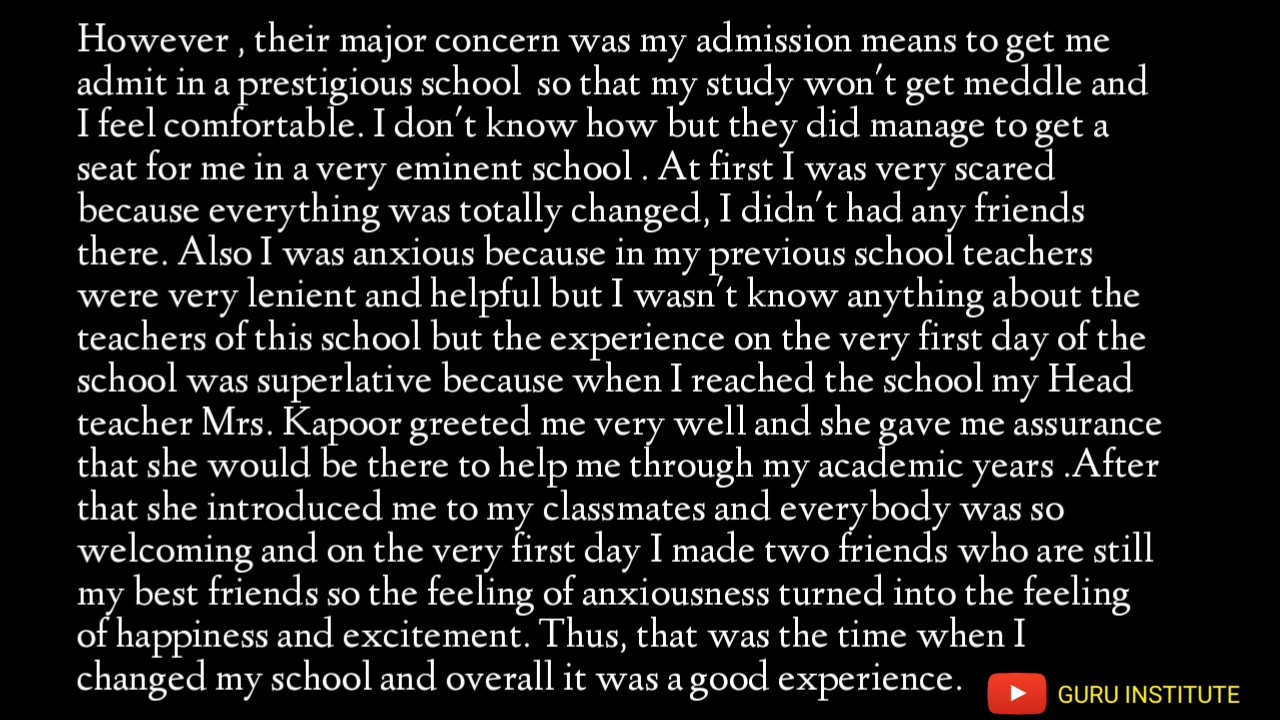 However , their major concern was my admission means to get me
admit in a prestigious school so that my study won't get meddle and
I feel comfortable. I don't know how but they did manage to get a
seat for me in a very eminent school . At first I was very scared
because everything was totally changed, I didn't had any friends
there. Also I was anxious because in my previous school teachers
were very lenient and helpful but I wasn't know anything about the
teachers of this school but the experience on the very first day of the
school was superlative because when I reached the school my Head
teacher Mrs. Kapoor greeted me very well and she gave me assurance
that she would be there to help me through my academic years .After
that she introduced me to my classmates and everybody was so
welcoming and on the very first day I made two friends who are still
my best friends so the feeling of anxiousness turned into the feeling
of happiness and excitement. Thus, that was the time when I
changed my school and overall it was a good experience.
GURU INSTITUTE